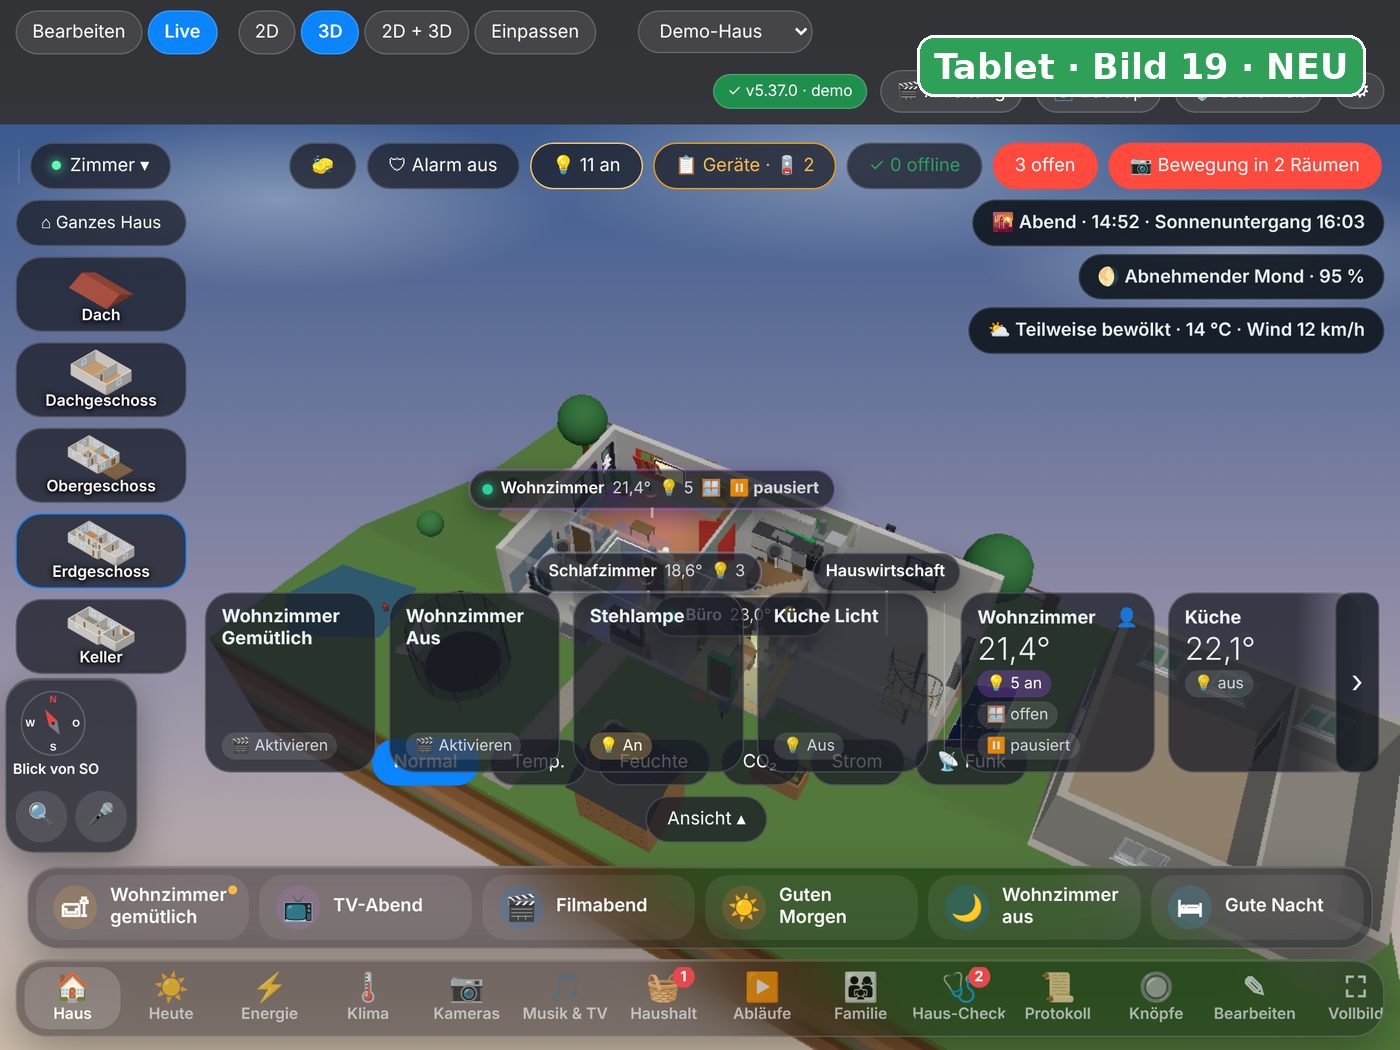 Bearbeiten Live 2D 3D 2D + 3D Einpassen Demo-Haus
Tablet · Bild 19 · NEU
✓ v5.37.0 · demo
Zimmer ▾ Alarm aus 11 an Geräte · 2 ✓ 0 offline 3 offen Bewegung in 2 Räumen
⌂ Ganzes Haus
Abend · 14:52 · Sonnenuntergang 16:03
Abnehmender Mond · 95 %
Teilweise bewölkt · 14 °C · Wind 12 km/h
Dach
Dachgeschoss
Obergeschoss
Erdgeschoss
Keller
Wohnzimmer 21,4° 5 pausiert
Schlafzimmer 18,6° 3
Hauswirtschaft
Büro 23,0°
Wohnzimmer Gemütlich
Aktivieren
Wohnzimmer Aus
Aktivieren
Stehlampe
An
Küche Licht
Aus
Wohnzimmer
21,4°
5 an
offen
pausiert
Küche
22,1°
aus
›
N
W O
S
Blick von SO
Normal Temp. Feuchte CO₂ Strom Funk
Ansicht ▴
Wohnzimmer gemütlich
TV-Abend
Filmabend
Guten Morgen
Wohnzimmer aus
Gute Nacht
1 2
Haus Heute Energie Klima Kameras Musik & TV Haushalt Abläufe Familie Haus-Check Protokoll Knöpfe Bearbeiten Vollbild